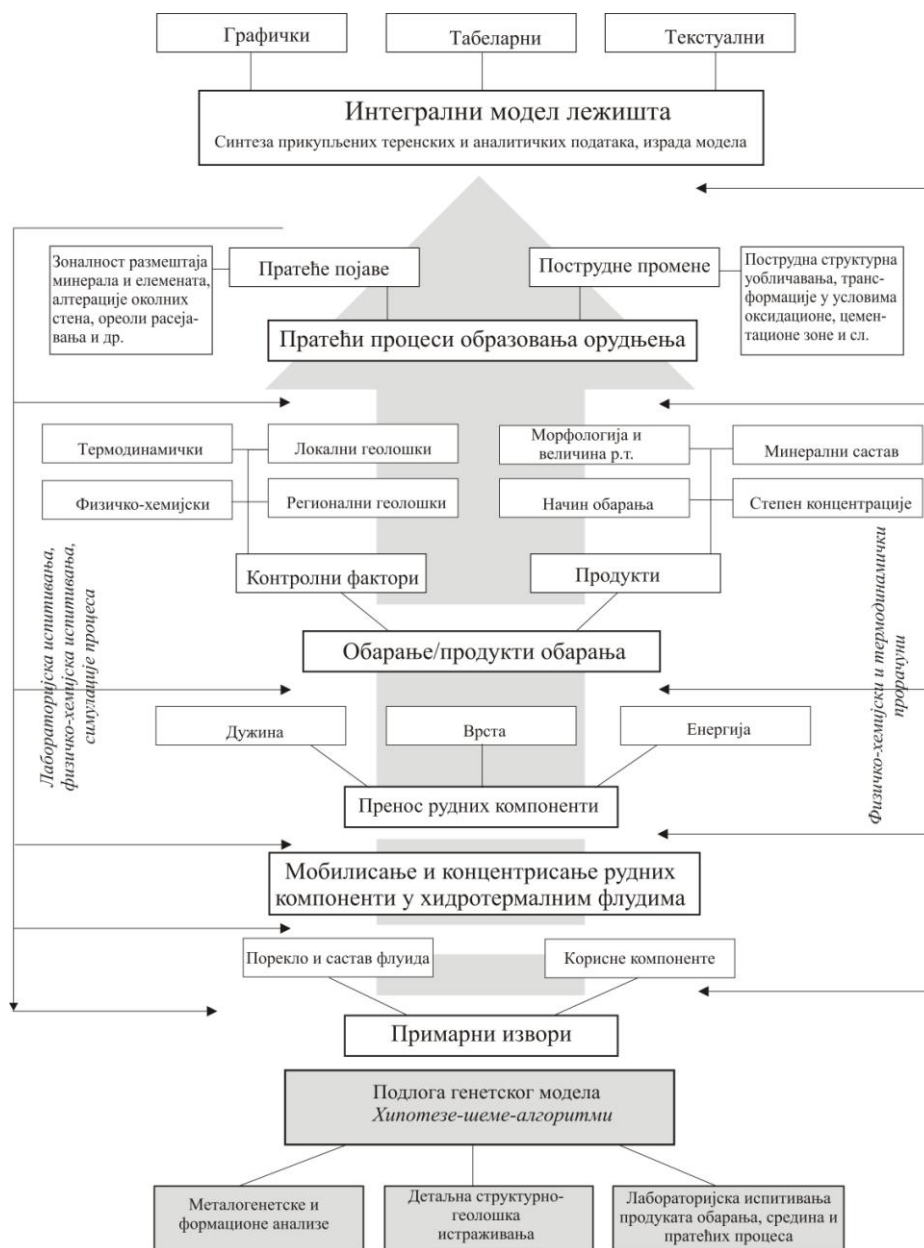 Графички
Табеларни
Текстуални
Интегрални модел лежишта
Синтеза прикупљених теренских и аналитичких података, израда модела
Зоналност размештаја
минерала и елемената,
алтерације околних
стена, ореоли расеја-
вања и др.
Пратеће појаве
Пострудне промене
Пострудна структурна
уобличавања, транс-
формације у условима
оксидационе, цемен-
тационе зоне и сл.
Пратећи процеси образовања орудњења
Термодинамички
Локални геолошки
Морфологија и
величина р.т.
Минерални састав
Физичко-хемијски
Регионални геолошки
Начин обарања
Степен концентрације
Контролни фактори
Продукти
Обарање/продукти обарања
Лабораторијска испитивања,
физичко-хемијска испитивања,
симулације процеса
Физичко-хемијски и термодинамички
прорачуни
Дужина
Врста
Енергија
Пренос рудних компоненти
Мобилисање и концентрисање рудних
компоненти у хидротермалним флудима
Порекло и састав флуида
Корисне компоненте
Примарни извори
Подлога генетског модела
Хипотезе-шеме-алгоритми
Металогенетске и
формационе анализе
Детаљна структурно-
геолошка
истраживања
Лабораторијска испитивања
продуката обарања, средина и
пратећих процеса